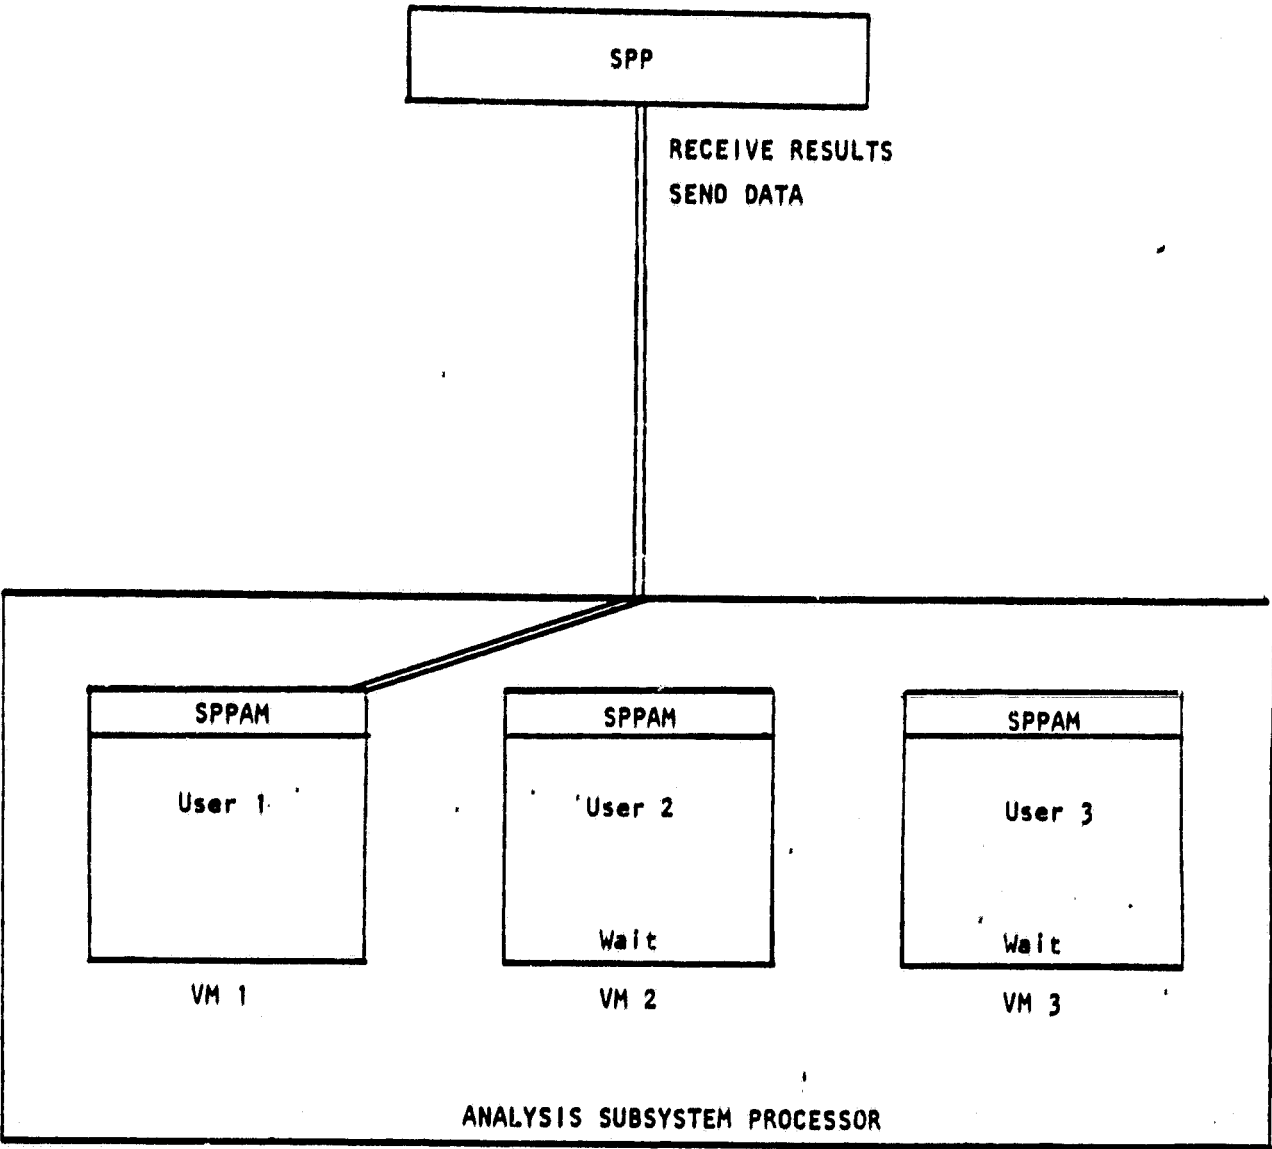 SPP
RECEIVE RESULTS
SEND DATA
SPPAM
SPPAM
SPPAM
User 1
User 2
User 3
Wait
Wait
VM 1
VM 2
VM 3
ANALYSIS SUBSYSTEM PROCESSOR